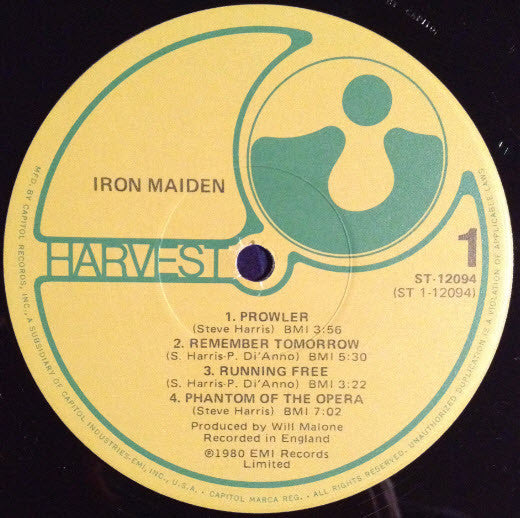 IRON MAIDEN
HARVEST
1
ST-12094
(ST 1-12094)
1. PROWLER
(Steve Harris) BMI 3:56
2. REMEMBER TOMORROW
(S. Harris-P. Di'Anno) BMI 5:30
3. RUNNING FREE
(S. Harris-P. Di'Anno) BMI 3:22
4. PHANTOM OF THE OPERA
(Steve Harris) BMI 7:02
Produced by Will Malone
Recorded in England
℗1980 EMI Records
Limited
MFD. BY CAPITOL RECORDS, INC., A SUBSIDIARY OF CAPITOL INDUSTRIES-EMI, INC., U.S.A. • CAPITOL MARCA REG. • ALL RIGHTS RESERVED. UNAUTHORIZED DUPLICATION IS A VIOLATION OF APPLICABLE LAWS